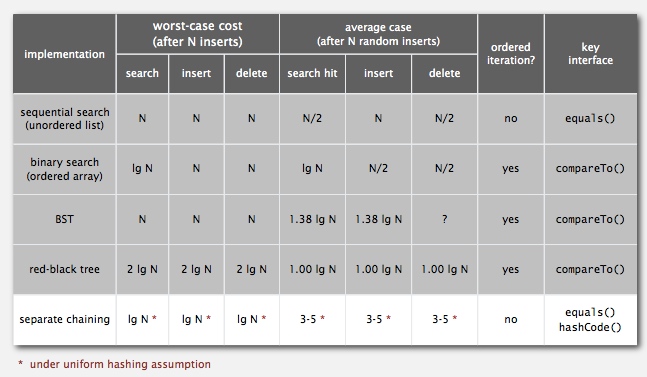 implementation worst-case cost (after N inserts) average case (after N random inserts) ordered iteration? key interface
search insert delete search hit insert delete
sequential search (unordered list) N N N N/2 N N/2 no equals()
binary search (ordered array) lg N N N lg N N/2 N/2 yes compareTo()
BST N N N 1.38 lg N 1.38 lg N ? yes compareTo()
red-black tree 2 lg N 2 lg N 2 lg N 1.00 lg N 1.00 lg N 1.00 lg N yes compareTo()
separate chaining lg N * lg N * lg N * 3-5 * 3-5 * 3-5 * no equals() hashCode()
* under uniform hashing assumption